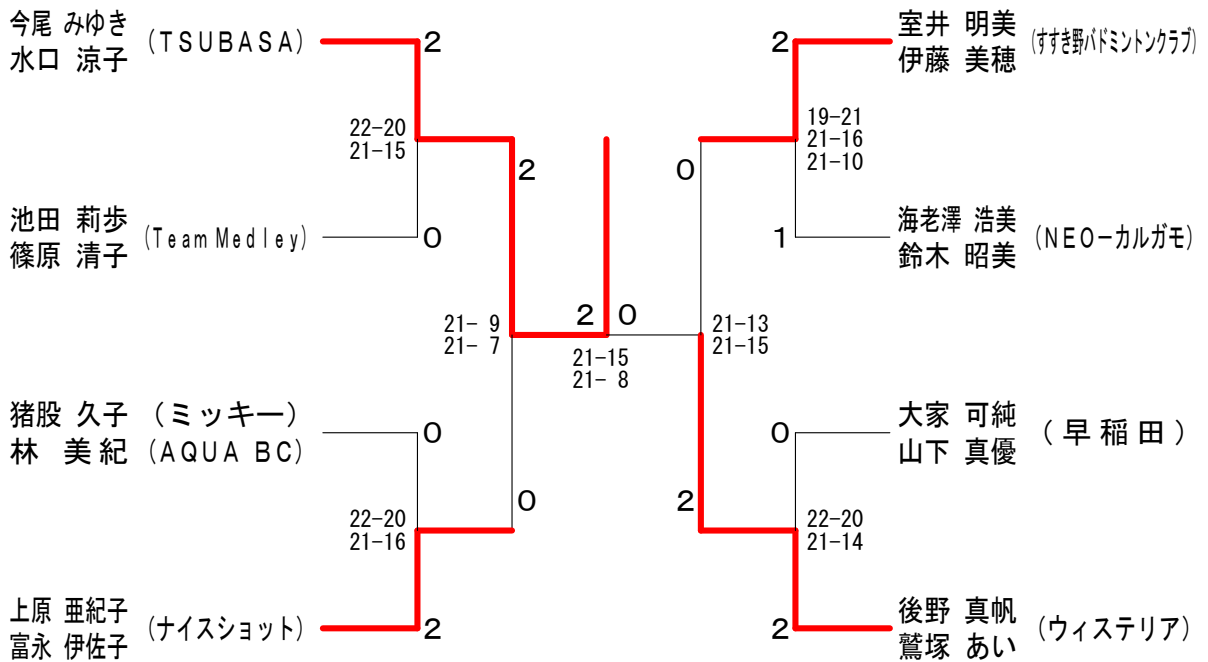 今尾 みゆき
水口 涼子
(TSUBASA)
2
22-20
21-15
池田 莉歩
篠原 清子
(Team Medley)
0
2
21- 9
21- 7
猪股 久子 (ミッキー)
林 美紀 (AQUA BC)
0
22-20
21-16
0
上原 亜紀子
富永 伊佐子
(ナイスショット)
2
2 0
21-15
21- 8
室井 明美
伊藤 美穂
(すすき野バドミントンクラブ)
2
19-21
21-16
21-10
0
海老澤 浩美
鈴木 昭美
(NEO-カルガモ)
1
21-13
21-15
大家 可純
山下 真優
(早稲田)
0
2
22-20
21-14
後野 真帆
鷲塚 あい
(ウィステリア)
2